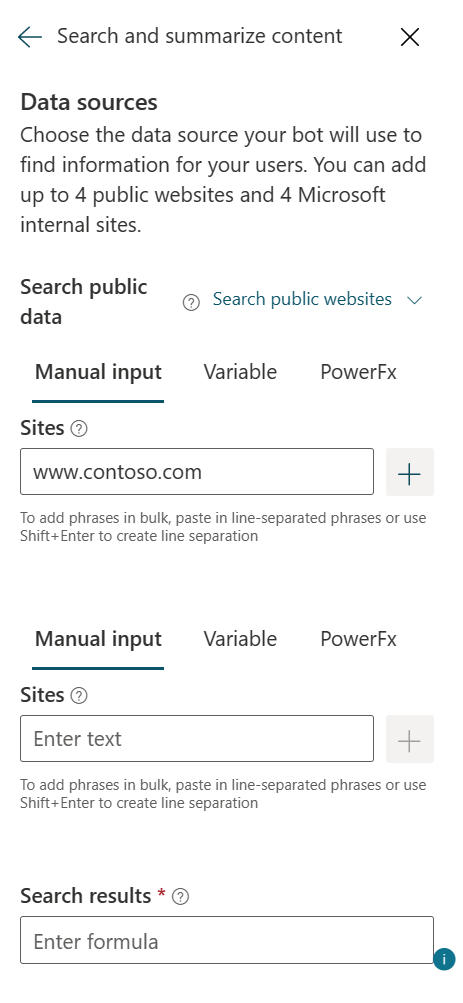 Search and summarize content
Data sources
Choose the data source your bot will use to
find information for your users. You can add
up to 4 public websites and 4 Microsoft
internal sites.
Search public
data
Search public websites
Manual input Variable PowerFx
Sites
www.contoso.com
To add phrases in bulk, paste in line-separated phrases or use
Shift+Enter to create line separation
Manual input Variable PowerFx
Sites
Enter text
To add phrases in bulk, paste in line-separated phrases or use
Shift+Enter to create line separation
Search results *
Enter formula